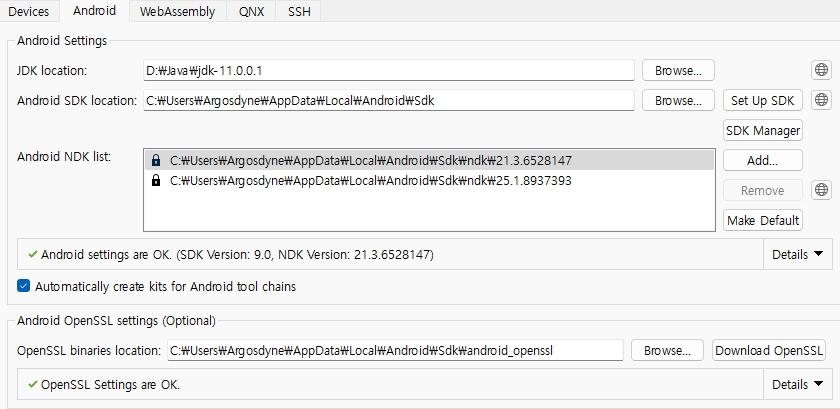 Devices Android WebAssembly QNX SSH
Android Settings
JDK location: D:₩Java₩jdk-11.0.0.1 Browse...
Android SDK location: C:₩Users₩Argosdyne₩AppData₩Local₩Android₩Sdk Browse... Set Up SDK
SDK Manager
Android NDK list: C:₩Users₩Argosdyne₩AppData₩Local₩Android₩Sdk₩ndk₩21.3.6528147 Add...
C:₩Users₩Argosdyne₩AppData₩Local₩Android₩Sdk₩ndk₩25.1.8937393
Remove
Make Default
Android settings are OK. (SDK Version: 9.0, NDK Version: 21.3.6528147) Details
Automatically create kits for Android tool chains
Android OpenSSL settings (Optional)
OpenSSL binaries location: C:₩Users₩Argosdyne₩AppData₩Local₩Android₩Sdk₩android_openssl Browse... Download OpenSSL
OpenSSL Settings are OK. Details